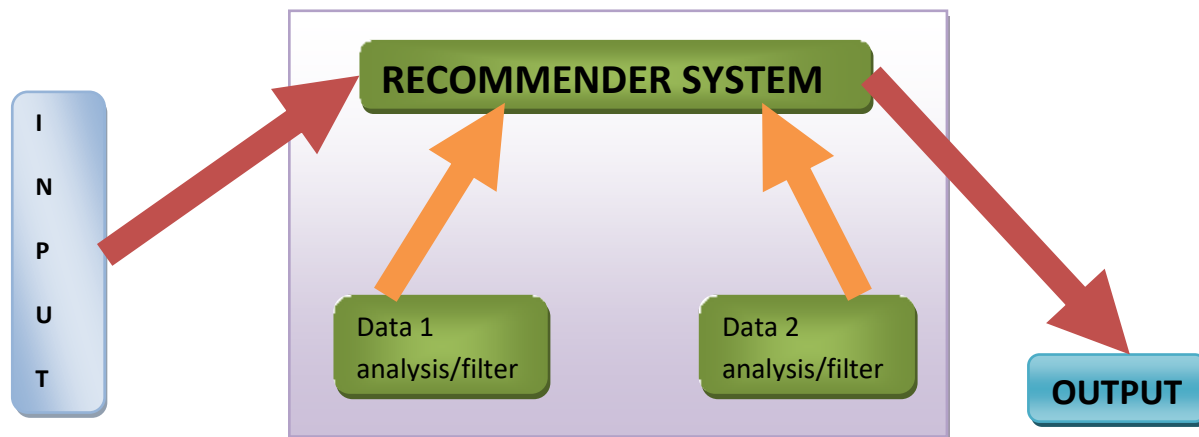 RECOMMENDER SYSTEM
I
N
P
U
T
Data 1
analysis/filter
Data 2
analysis/filter
OUTPUT